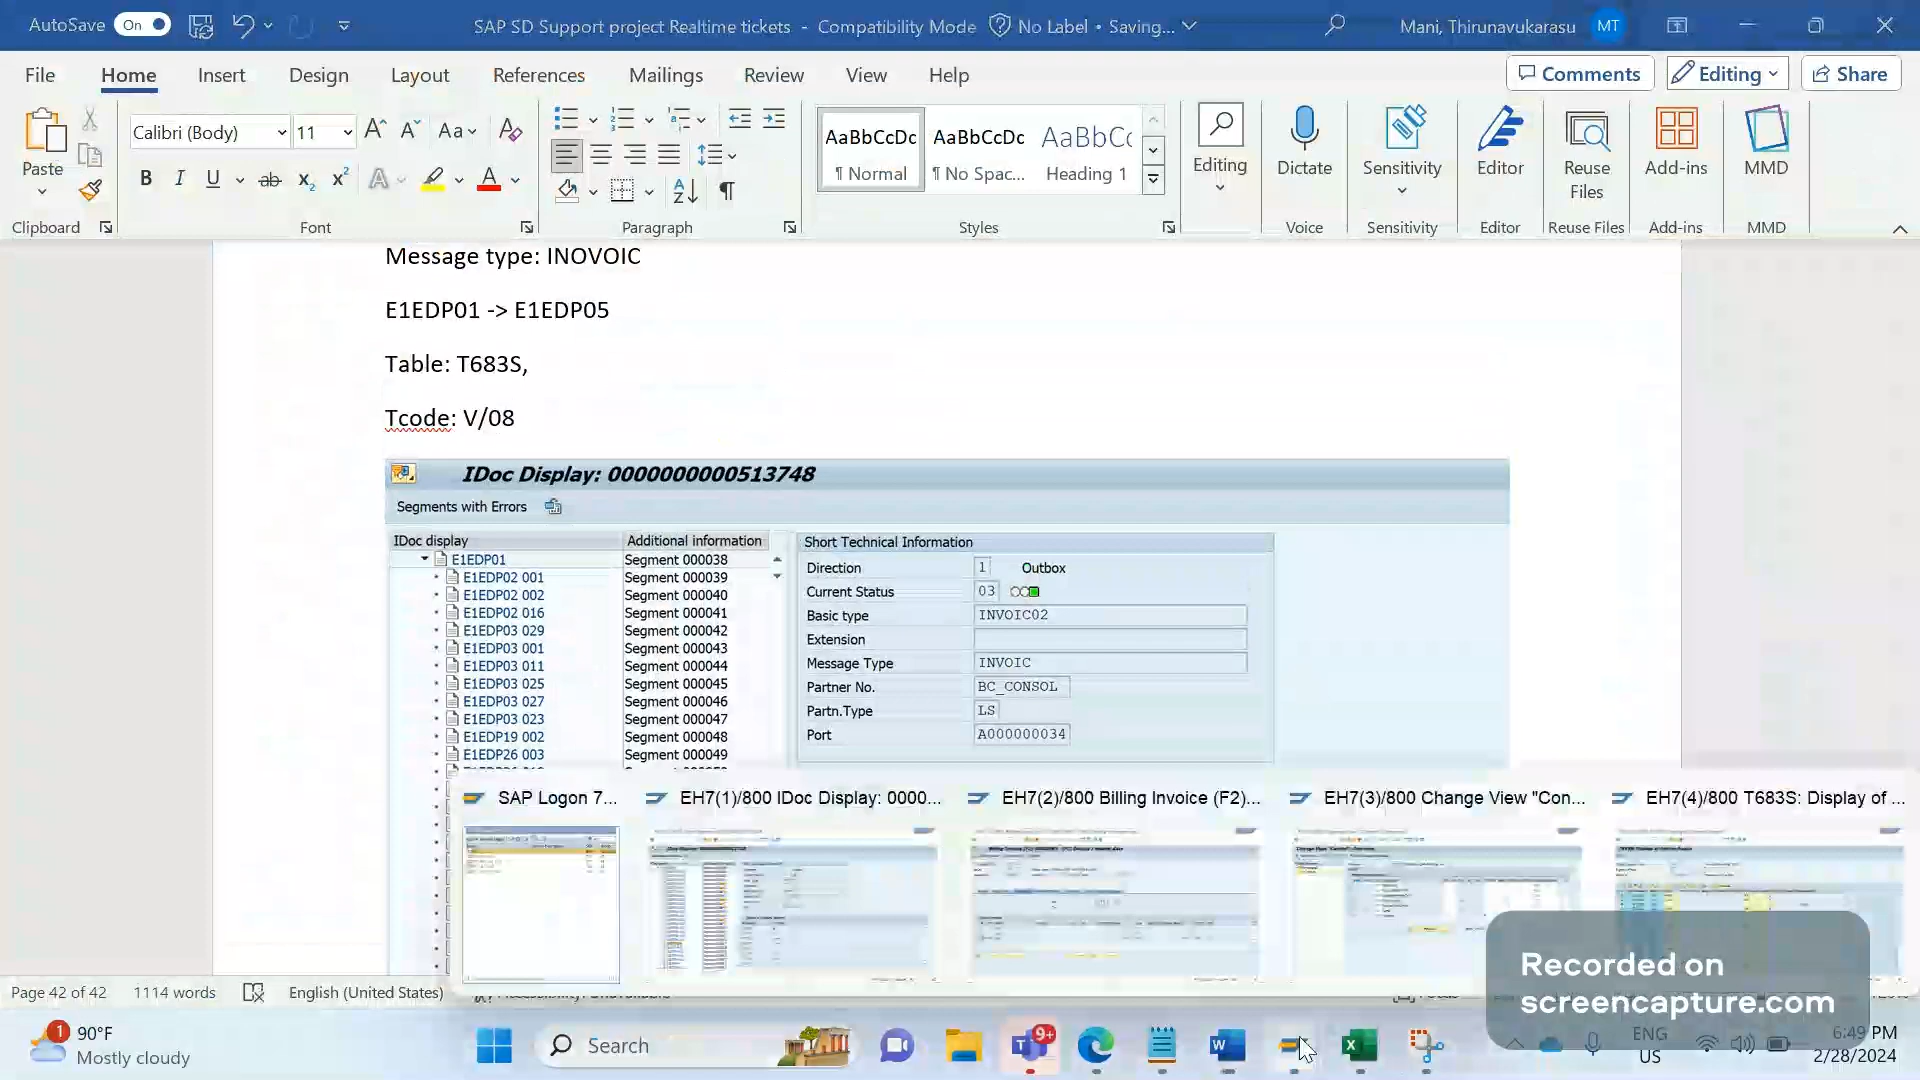 AutoSave On SAP SD Support project Realtime tickets - Compatibility Mode No Label • Saving... Mani, Thirunavukarasu MT
File Home Insert Design Layout References Mailings Review View Help Comments Editing Share
Paste Calibri (Body) 11 Aa AaBbCcDc AaBbCcDc AaBbCc Editing Dictate Sensitivity Editor Reuse Files Add-ins MMD
B I U ab x₂ x² A A ¶ Normal ¶ No Spac... Heading 1
Clipboard Font Paragraph Styles Voice Sensitivity Editor Reuse Files Add-ins MMD
Message type: INOVOIC
E1EDP01 -> E1EDP05
Table: T683S,
Tcode: V/08
IDoc Display: 0000000000513748
Segments with Errors
IDoc display Additional information Short Technical Information
E1EDP01 Segment 000038
Direction 1 Outbox
E1EDP02 001 Segment 000039
Current Status 03
E1EDP02 002 Segment 000040
Basic type INVOIC02
E1EDP02 016 Segment 000041
Extension
E1EDP03 029 Segment 000042
E1EDP03 001 Segment 000043
Message Type INVOIC
E1EDP03 011 Segment 000044
Partner No. BC_CONSOL
E1EDP03 025 Segment 000045
E1EDP03 027 Segment 000046
Partn.Type LS
E1EDP03 023 Segment 000047
Port A000000034
E1EDP19 002 Segment 000048
E1EDP26 003 Segment 000049
SAP Logon 7... EH7(1)/800 IDoc Display: 0000... EH7(2)/800 Billing Invoice (F2)... EH7(3)/800 Change View "Con... EH7(4)/800 T683S: Display of ...
Recorded on
screencapture.com
Page 42 of 42 1114 words English (United States)
1 90°F
Mostly cloudy
Search
9+
ENG
US
6:49 PM
2/28/2024